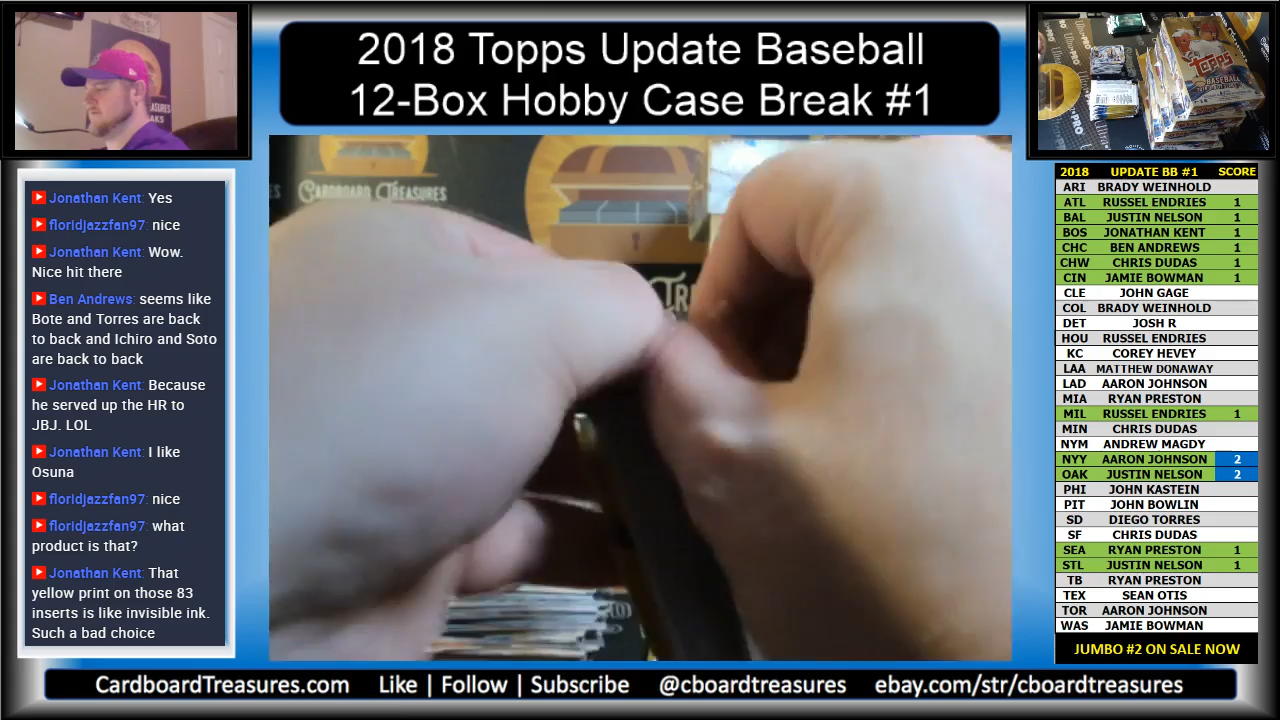 2018 Topps Update Baseball
12-Box Hobby Case Break #1
Jonathan Kent: Yes
floridjazzfan97: nice
Jonathan Kent: Wow.
Nice hit there
Ben Andrews: seems like
Bote and Torres are back
to back and Ichiro and Soto
are back to back
Jonathan Kent: Because
he served up the HR to
JBJ. LOL
Jonathan Kent: I like
Osuna
floridjazzfan97: nice
floridjazzfan97: what
product is that?
Jonathan Kent: That
yellow print on those 83
inserts is like invisible ink.
Such a bad choice
CARDBOARD TREASURES
TOPPS
BASEBALL
2018 UPDATE BB #1 SCORE
ARI BRADY WEINHOLD
ATL RUSSEL ENDRIES 1
BAL JUSTIN NELSON 1
BOS JONATHAN KENT 1
CHC BEN ANDREWS 1
CHW CHRIS DUDAS 1
CIN JAMIE BOWMAN 1
CLE JOHN GAGE
COL BRADY WEINHOLD
DET JOSH R
HOU RUSSEL ENDRIES
KC COREY HEVEY
LAA MATTHEW DONAWAY
LAD AARON JOHNSON
MIA RYAN PRESTON
MIL RUSSEL ENDRIES 1
MIN CHRIS DUDAS
NYM ANDREW MAGDY
NYY AARON JOHNSON 2
OAK JUSTIN NELSON 2
PHI JOHN KASTEIN
PIT JOHN BOWLIN
SD DIEGO TORRES
SF CHRIS DUDAS
SEA RYAN PRESTON 1
STL JUSTIN NELSON 1
TB RYAN PRESTON
TEX SEAN OTIS
TOR AARON JOHNSON
WAS JAMIE BOWMAN
JUMBO #2 ON SALE NOW
CardboardTreasures.com Like | Follow | Subscribe @cboardtreasures ebay.com/str/cboardtreasures